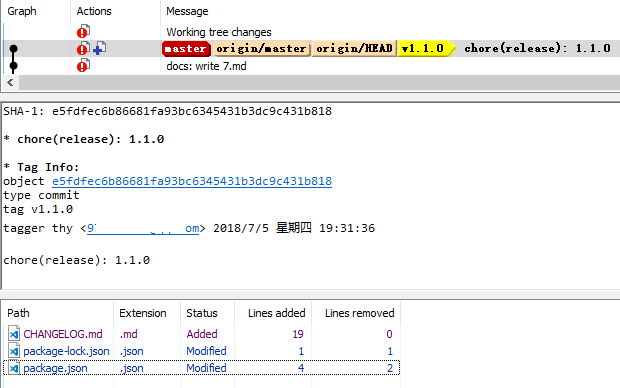 Graph Actions Message
Working tree changes
master origin/master origin/HEAD v1.1.0 chore(release): 1.1.0
docs: write 7.md
SHA-1: e5fdfec6b86681fa93bc6345431b3dc9c431b818
* chore(release): 1.1.0
* Tag Info:
object e5fdfec6b86681fa93bc6345431b3dc9c431b818
type commit
tag v1.1.0
tagger thy < om> 2018/7/5 星期四 19:31:36
chore(release): 1.1.0
Path Extension Status Lines added Lines removed
CHANGELOG.md .md Added 19 0
package-lock.json .json Modified 1 1
package.json .json Modified 4 2